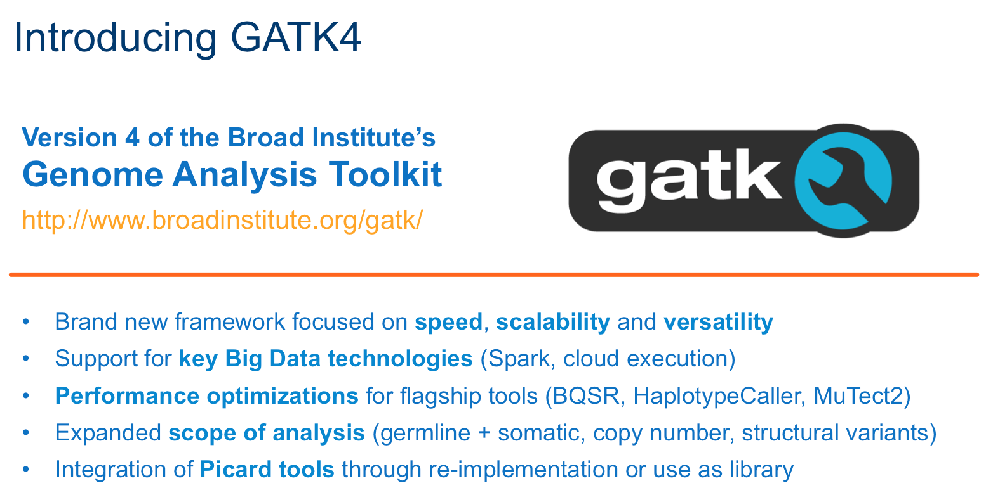 Introducing GATK4
Version 4 of the Broad Institute’s
Genome Analysis Toolkit
http://www.broadinstitute.org/gatk/
gatk
• Brand new framework focused on speed, scalability and versatility
• Support for key Big Data technologies (Spark, cloud execution)
• Performance optimizations for flagship tools (BQSR, HaplotypeCaller, MuTect2)
• Expanded scope of analysis (germline + somatic, copy number, structural variants)
• Integration of Picard tools through re-implementation or use as library